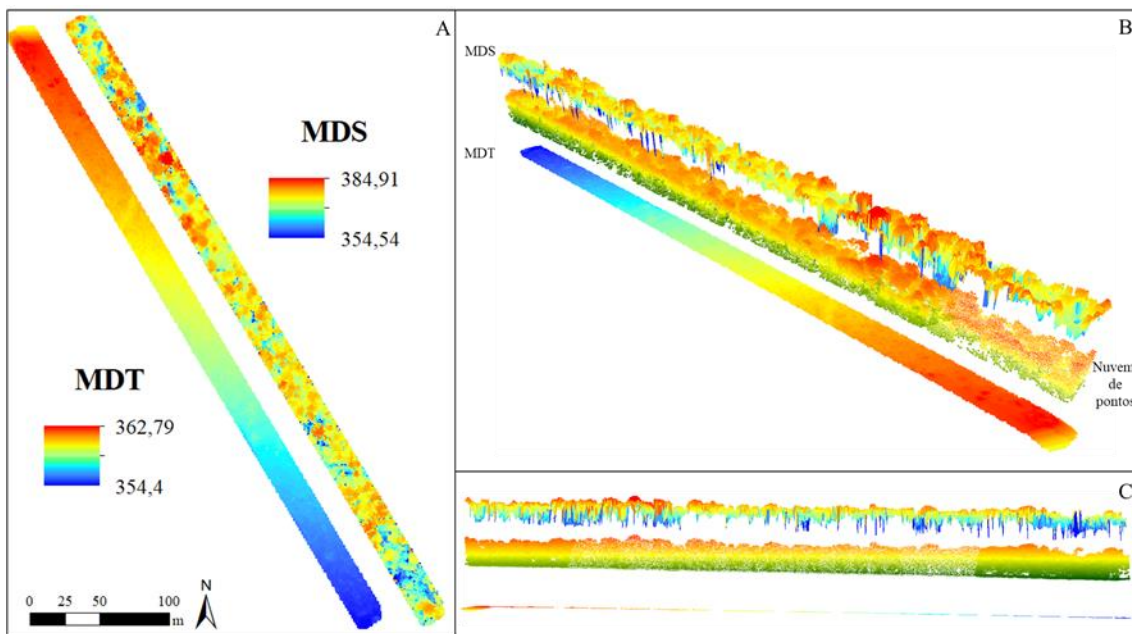 A
MDS
384,91
354,54
MDT
362,79
354,4
0 25 50 100
m
N
B
MDS
MDT
Nuvem
de
pontos
C